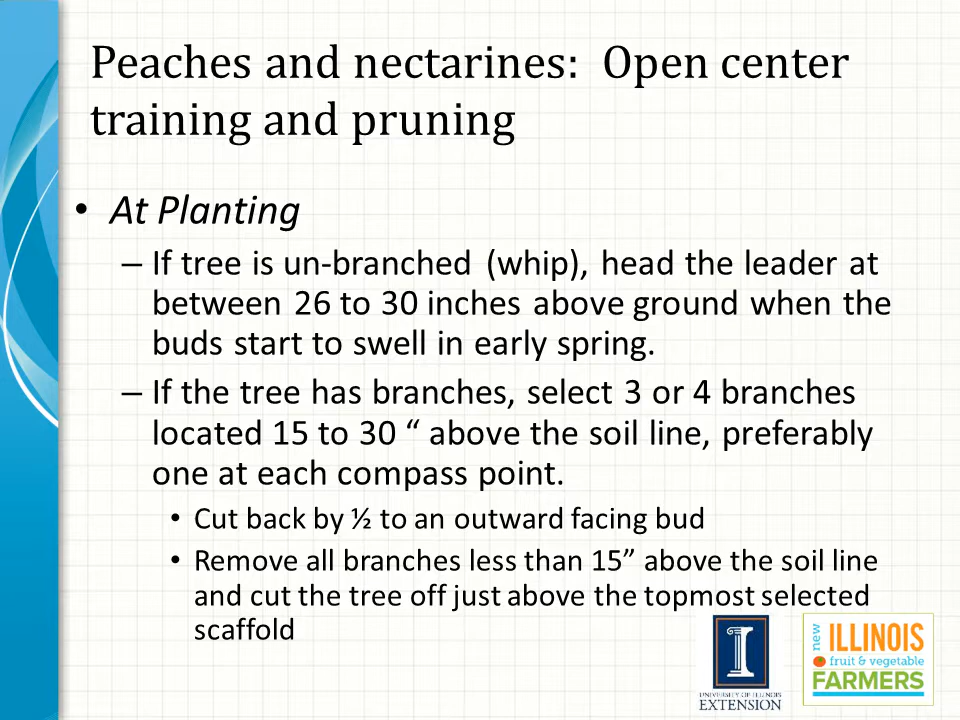 Peaches and nectarines:  Open center
training and pruning
• At Planting
– If tree is un-branched (whip), head the leader at
between 26 to 30 inches above ground when the
buds start to swell in early spring.
– If the tree has branches, select 3 or 4 branches
located 15 to 30 “ above the soil line, preferably
one at each compass point.
• Cut back by ½ to an outward facing bud
• Remove all branches less than 15” above the soil line
and cut the tree off just above the topmost selected
scaffold
I
UNIVERSITY OF ILLINOIS
EXTENSION
new
ILLINOIS
fruit & vegetable
FARMERS